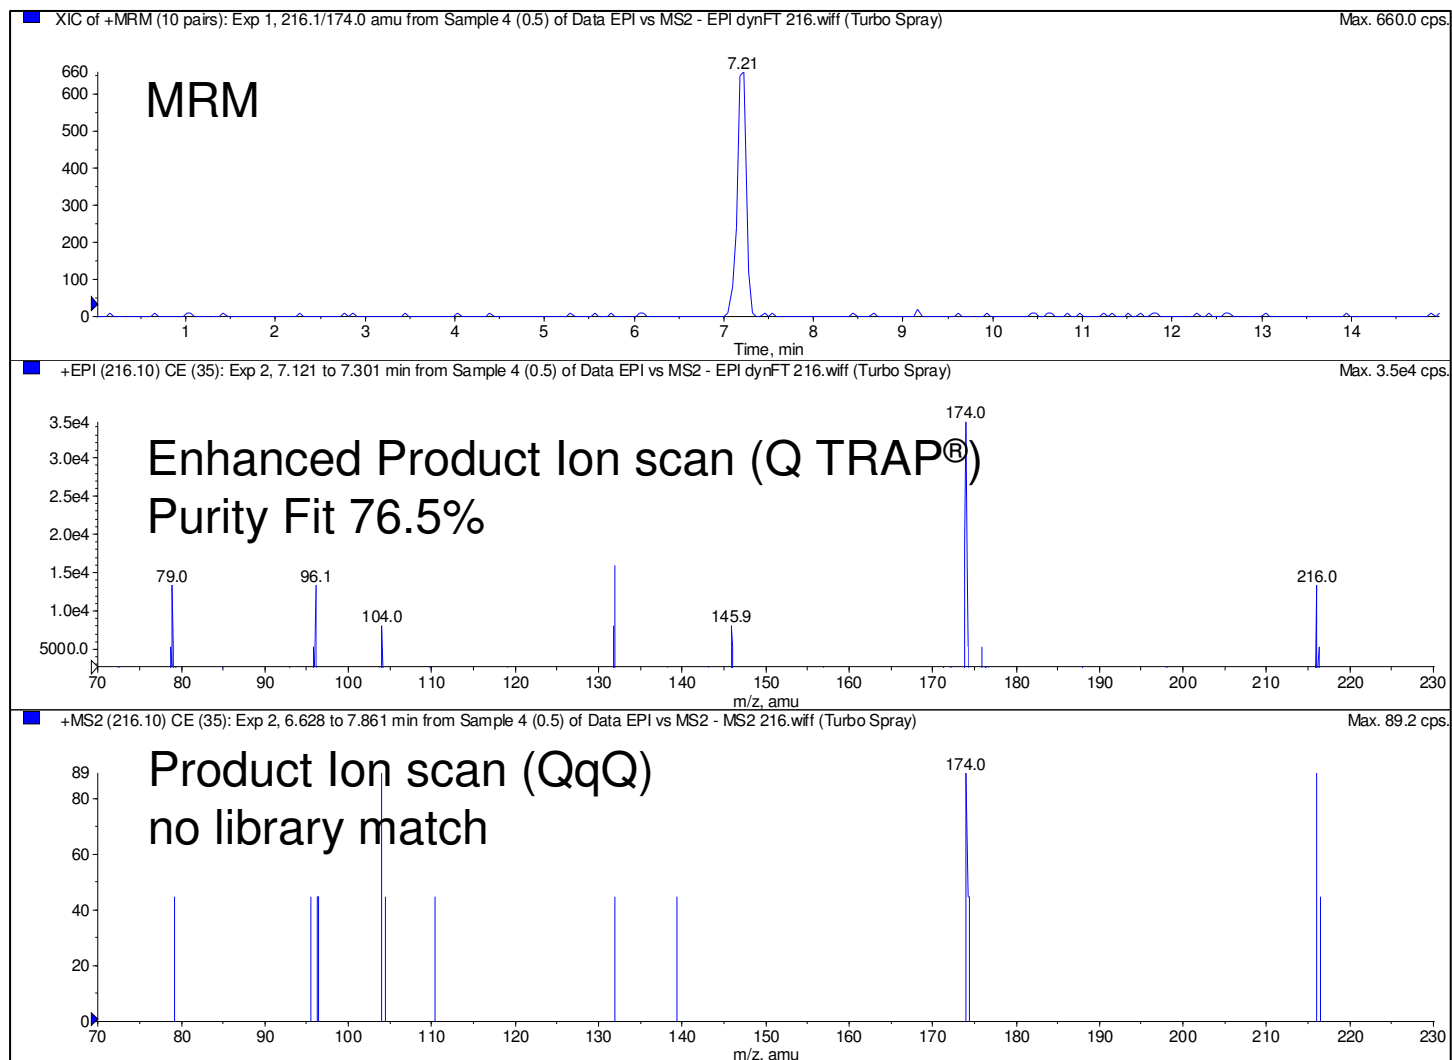 XIC of +MRM (10 pairs): Exp 1, 216.1/174.0 amu from Sample 4 (0.5) of Data EPI vs MS2 - EPI dynFT 216.wiff (Turbo Spray) Max. 660.0 cps.
7.21
MRM
660
600
500
400
300
200
100
0
1 2 3 4 5 6 7 8 9 10 11 12 13 14
Time, min
+EPI (216.10) CE (35): Exp 2, 7.121 to 7.301 min from Sample 4 (0.5) of Data EPI vs MS2 - EPI dynFT 216.wiff (Turbo Spray) Max. 3.5e4 cps.
174.0
Enhanced Product Ion scan (Q TRAP®)
Purity Fit 76.5%
3.5e4
3.0e4
2.5e4
2.0e4
1.5e4
1.0e4
5000.0
79.0 96.1 104.0 145.9 216.0
70 80 90 100 110 120 130 140 150 160 170 180 190 200 210 220 230
m/z, amu
+MS2 (216.10) CE (35): Exp 2, 6.628 to 7.861 min from Sample 4 (0.5) of Data EPI vs MS2 - MS2 216.wiff (Turbo Spray) Max. 89.2 cps.
174.0
Product Ion scan (QqQ)
no library match
89
80
60
40
20
0
70 80 90 100 110 120 130 140 150 160 170 180 190 200 210 220 230
m/z, amu